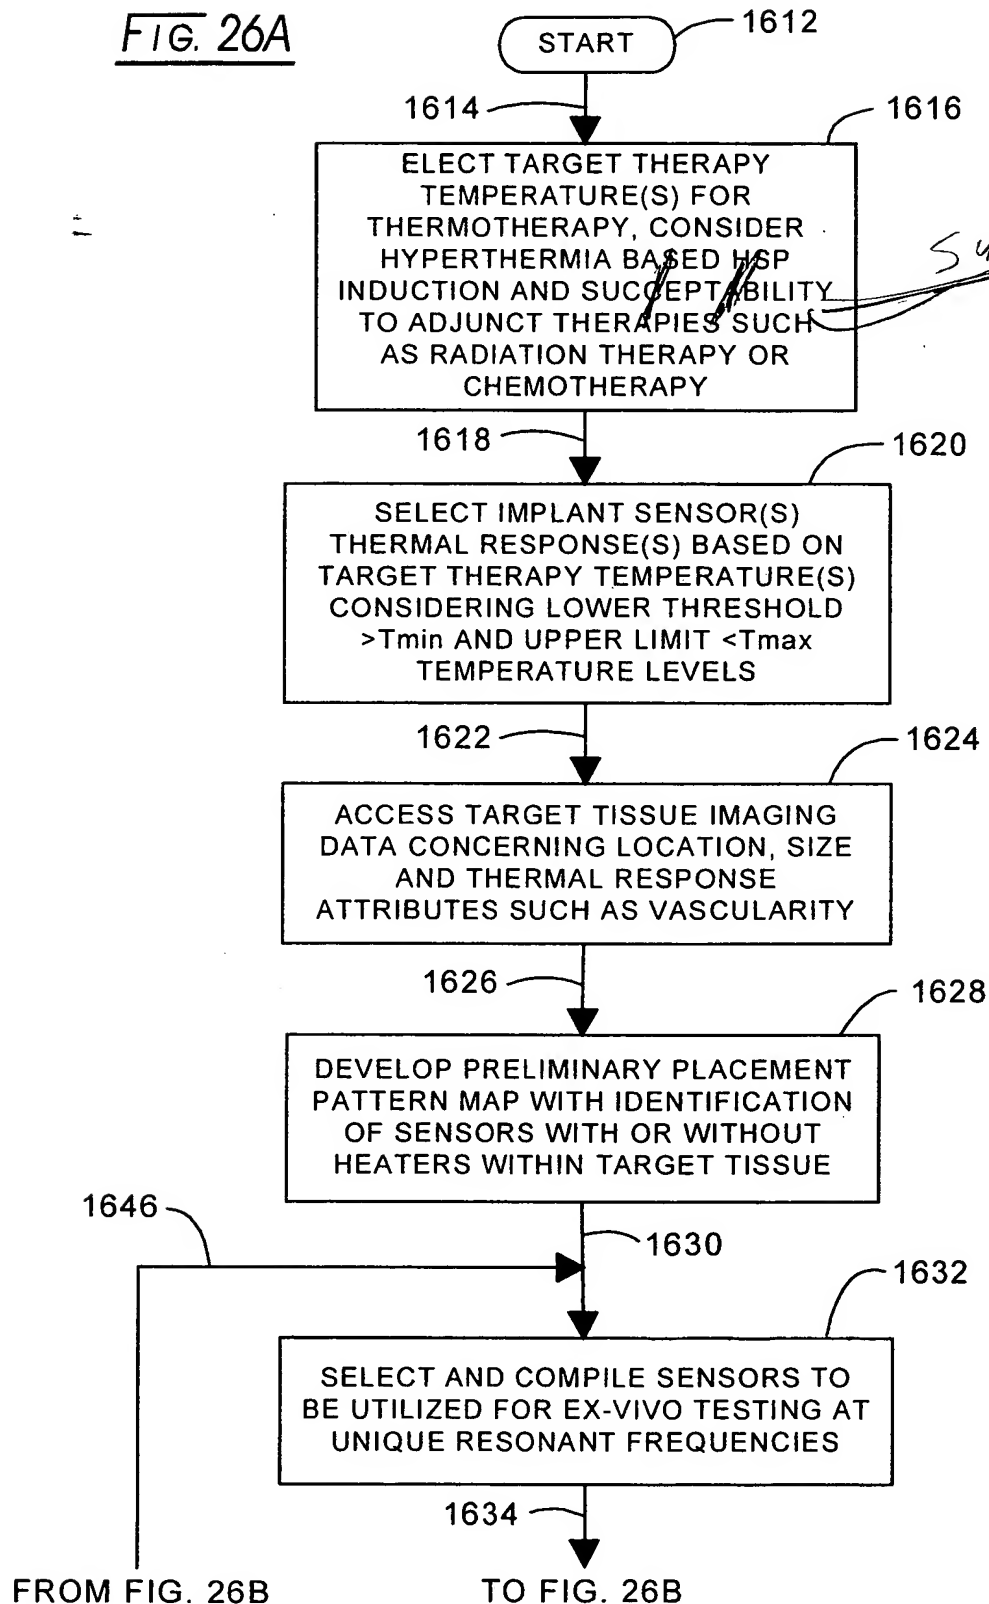 FIG. 26A
START
1612
1614
1616
ELECT TARGET THERAPY
TEMPERATURE(S) FOR
THERMOTHERAPY, CONSIDER
HYPERTHERMIA BASED HSP
INDUCTION AND SUCCEPTABILITY
TO ADJUNCT THERAPIES SUCH
AS RADIATION THERAPY OR
CHEMOTHERAPY
1618
1620
SELECT IMPLANT SENSOR(S)
THERMAL RESPONSE(S) BASED ON
TARGET THERAPY TEMPERATURE(S)
CONSIDERING LOWER THRESHOLD
>Tmin AND UPPER LIMIT <Tmax
TEMPERATURE LEVELS
1622
1624
ACCESS TARGET TISSUE IMAGING
DATA CONCERNING LOCATION, SIZE
AND THERMAL RESPONSE
ATTRIBUTES SUCH AS VASCULARITY
1626
1628
DEVELOP PRELIMINARY PLACEMENT
PATTERN MAP WITH IDENTIFICATION
OF SENSORS WITH OR WITHOUT
HEATERS WITHIN TARGET TISSUE
1646
1630
1632
SELECT AND COMPILE SENSORS TO
BE UTILIZED FOR EX-VIVO TESTING AT
UNIQUE RESONANT FREQUENCIES
1634
FROM FIG. 26B
TO FIG. 26B